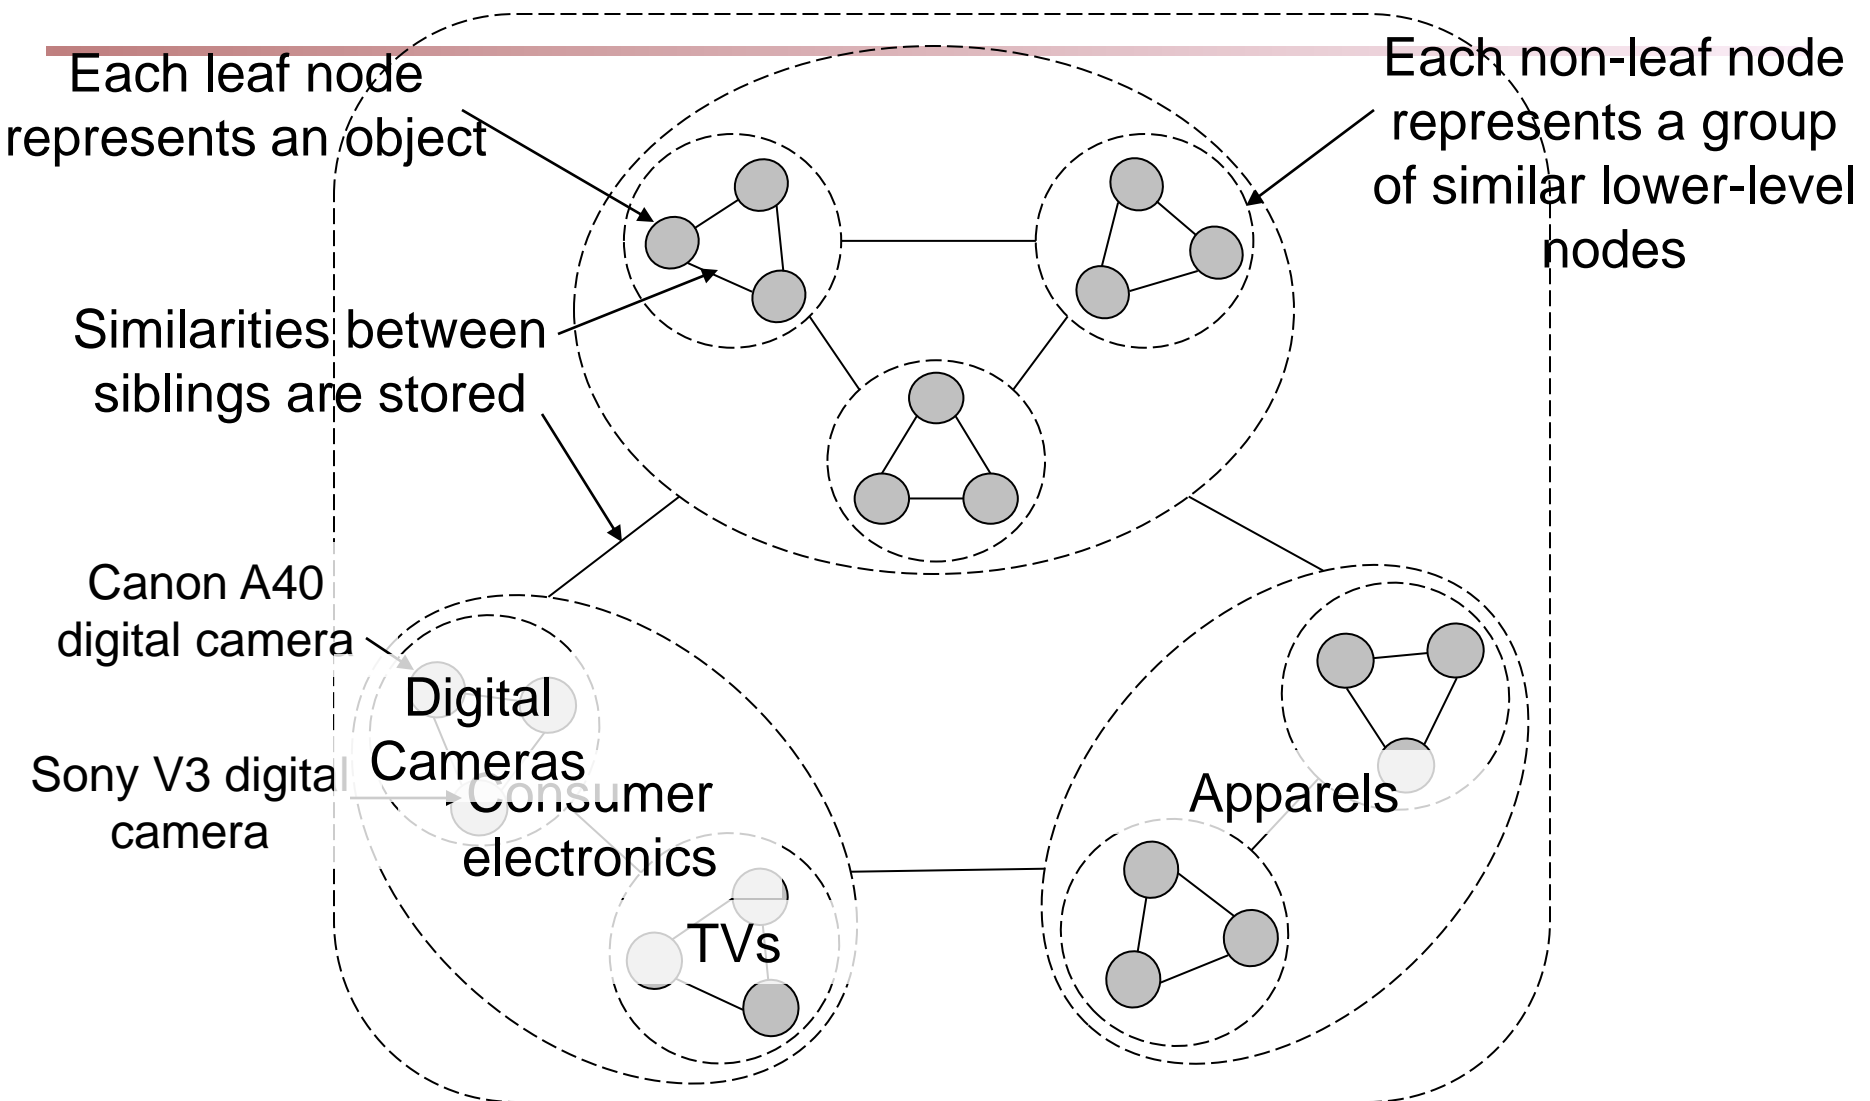 Each leaf node
represents an object
Each non-leaf node
represents a group
of similar lower-level
nodes
Similarities between
siblings are stored
Canon A40
digital camera
Digital
Cameras
Sony V3 digital
camera
Consumer
electronics
Apparels
TVs